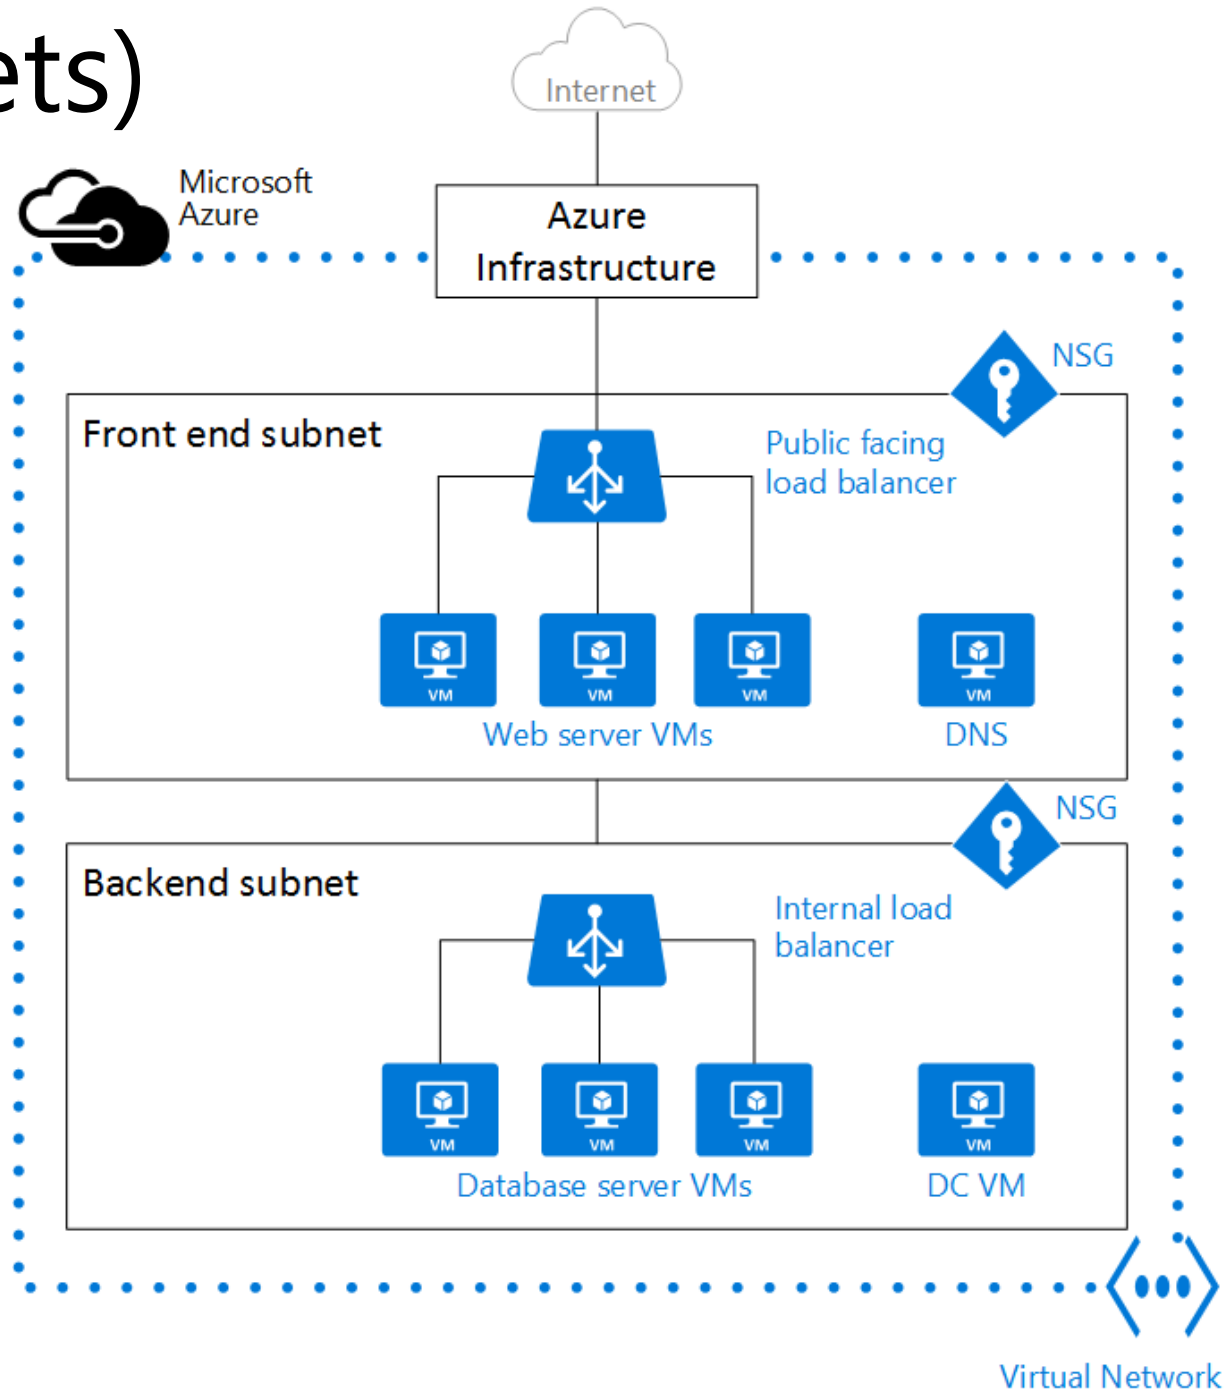 ets)
Internet
Microsoft
Azure
Azure
Infrastructure
NSG
Front end subnet
Public facing
load balancer
VM
VM
VM
VM
Web server VMs
DNS
NSG
Backend subnet
Internal load
balancer
VM
VM
VM
VM
Database server VMs
DC VM
Virtual Network